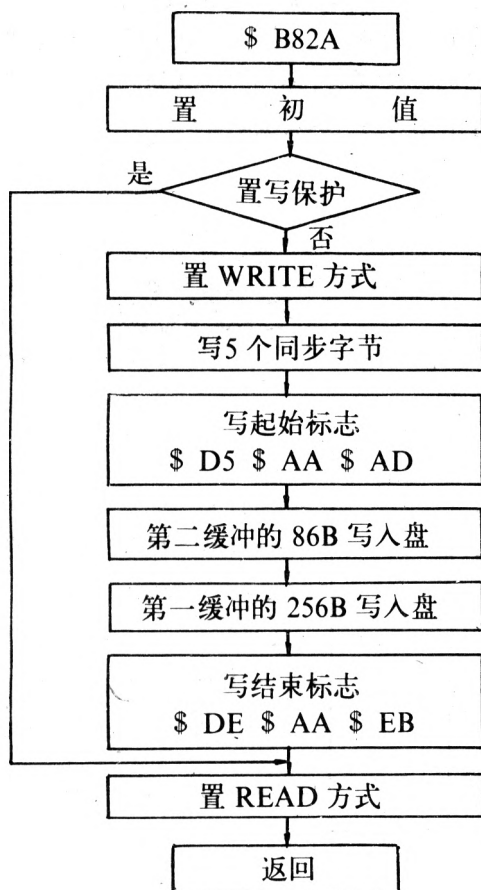 $ B82A
置 初 值
是
置写保护
否
置 WRITE 方式
写5 个同步字节
写起始标志
$ D5 $ AA $ AD
第二缓冲的 86B 写入盘
第一缓冲的 256B 写入盘
写结束标志
$ DE $ AA $ EB
置 READ 方式
返回